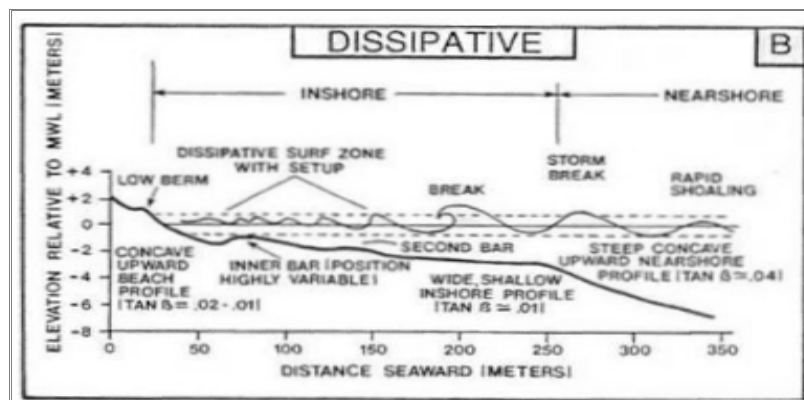 DISSIPATIVE
B
INSHORE
NEARSHORE
ELEVATION RELATIVE TO MWL (METERS)
+4
+2
0
-2
-4
-6
-8
LOW BERM
DISSIPATIVE SURF ZONE
WITH SETUP
BREAK
STORM
BREAK
RAPID
SHOALING
CONCAVE
UPWARD
BEACH
PROFILE
(TAN ß ≃ .02-.01)
INNER BAR (POSITION
HIGHLY VARIABLE)
SECOND BAR
WIDE, SHALLOW
INSHORE PROFILE
(TAN ß ≃ .01)
STEEP CONCAVE
UPWARD NEARSHORE
PROFILE (TAN ß ≃ .04)
0 50 100 150 200 250 300 350
DISTANCE SEAWARD (METERS)